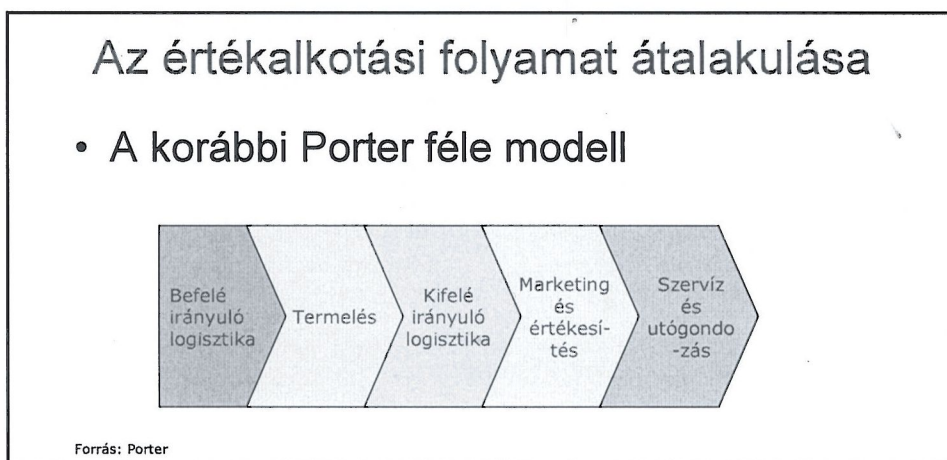 Az értékalkotási folyamat átalakulása
• A korábbi Porter féle modell
Befelé
irányuló
logisztika
Termelés
Kifelé
irányuló
logisztika
Marketing
és
értékesí-
tés
Szervíz
és
utógondo
-zás
Forrás: Porter